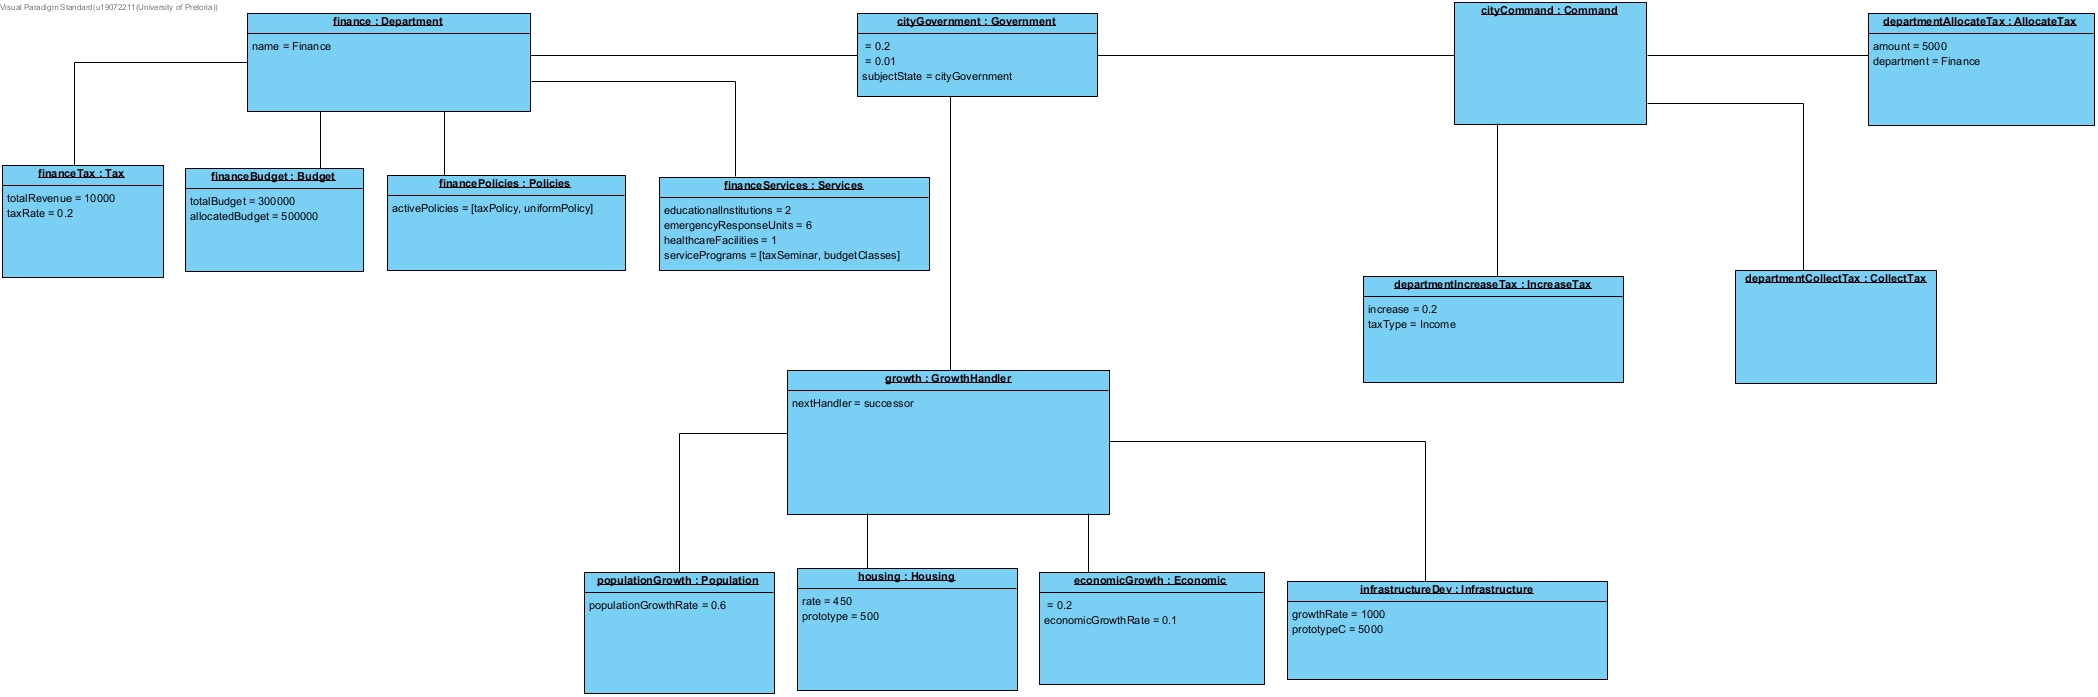 Visual Paradigm Standard(u19072211(University of Pretoria))
finance : Department
name = Finance
cityGovernment : Government
= 0.2
= 0.01
subjectState = cityGovernment
cityCommand : Command
departmentAllocateTax : AllocateTax
amount = 5000
department = Finance
financeTax : Tax
totalRevenue = 10000
taxRate = 0.2
financeBudget : Budget
totalBudget = 300000
allocatedBudget = 500000
financePolicies : Policies
activePolicies = [taxPolicy, uniformPolicy]
financeServices : Services
educationalInstitutions = 2
emergencyResponseUnits = 6
healthcareFacilities = 1
servicePrograms = [taxSeminar, budgetClasses]
departmentIncreaseTax : IncreaseTax
increase = 0.2
taxType = Income
departmentCollectTax : CollectTax
growth : GrowthHandler
nextHandler = successor
populationGrowth : Population
populationGrowthRate = 0.6
housing : Housing
rate = 450
prototype = 500
economicGrowth : Economic
= 0.2
economicGrowthRate = 0.1
infrastructureDev : Infrastructure
growthRate = 1000
prototypeC = 5000